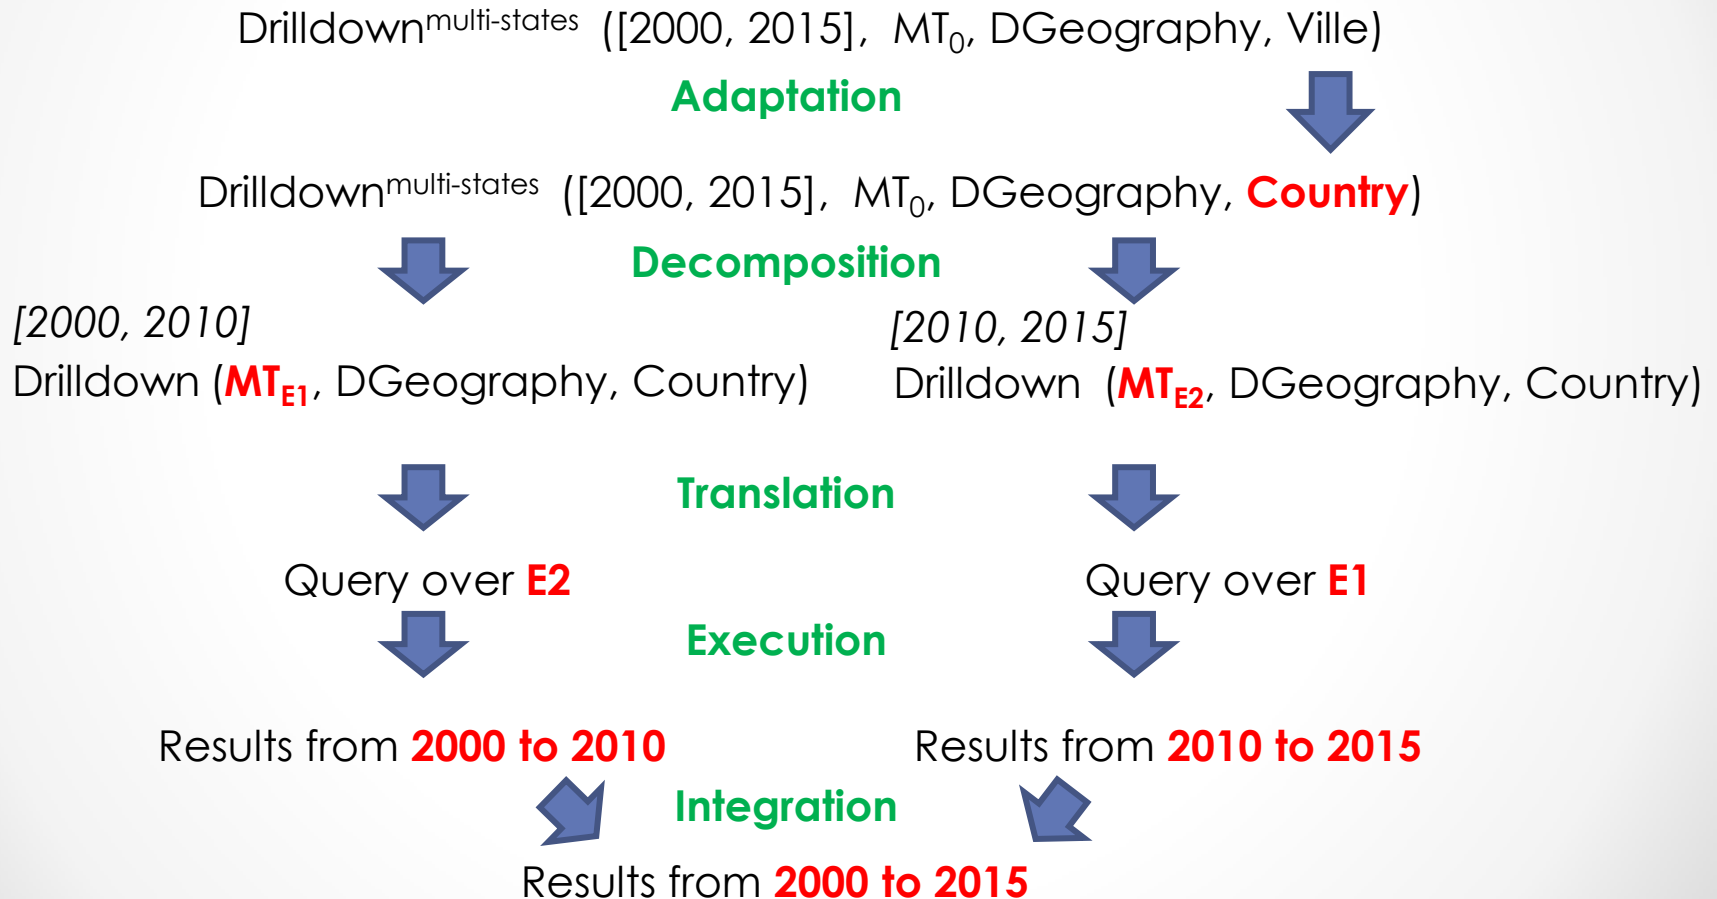 Drilldown^multi-states ([2000, 2015], MT₀, DGeography, Ville)
Adaptation
Drilldown^multi-states ([2000, 2015], MT₀, DGeography, Country)
Decomposition
[2000, 2010]
Drilldown (MT_E1, DGeography, Country)
[2010, 2015]
Drilldown (MT_E2, DGeography, Country)
Translation
Query over E2
Query over E1
Execution
Results from 2000 to 2010
Results from 2010 to 2015
Integration
Results from 2000 to 2015